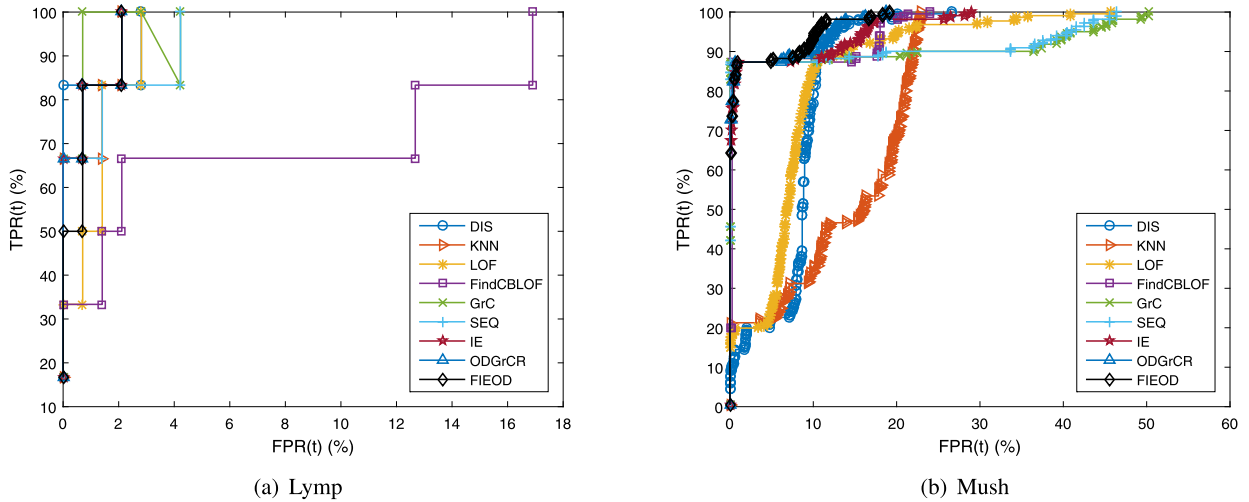 100
90
80
70
60
50
40
30
20
10
TPR(t) (%)
0 2 4 6 8 10 12 14 16 18
FPR(t) (%)
DIS
KNN
LOF
FindCBLOF
GrC
SEQ
IE
ODGrCR
FIEOD
(a) Lymp
100
90
80
70
60
50
40
30
20
10
0
TPR(t) (%)
0 10 20 30 40 50 60
FPR(t) (%)
DIS
KNN
LOF
FindCBLOF
GrC
SEQ
IE
ODGrCR
FIEOD
(b) Mush